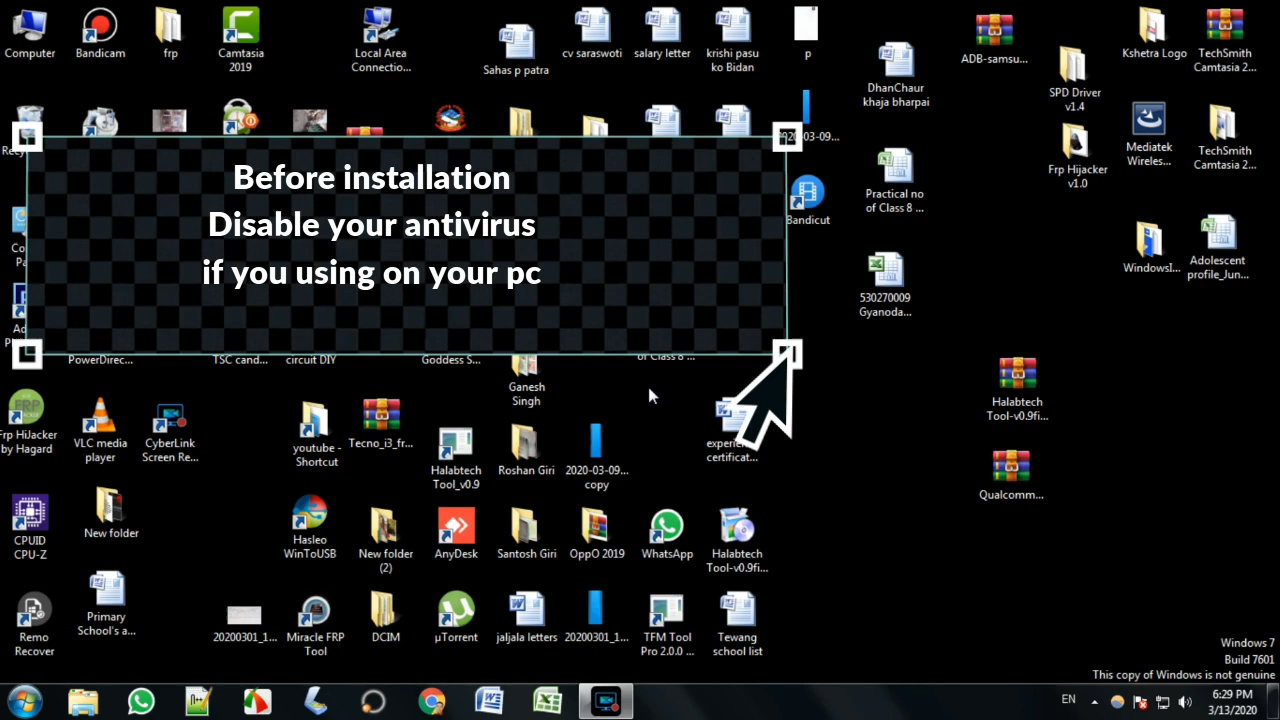 Computer
Bandicam
frp
Camtasia
2019
Local Area
Connectio...
Sahas p patra
cv saraswoti
salary letter
krishi pasu
ko Bidan
p
DhanChaur
khaja bharpai
ADB-samsu...
SPD Driver
v1.4
Kshetra Logo
TechSmith
Camtasia 2...
Before installation
Disable your antivirus
if you using on your pc
Bandicut
Practical no
of Class 8 ...
Frp Hijacker
v1.0
Mediatek
Wireles...
TechSmith
Camtasia 2...
530270009
Gyanoda...
WindowsI...
Adolescent
profile_Jun...
PowerDirec...
TSC cand...
circuit DIY
Goddess S...
of Class 8 ...
Ganesh
Singh
Halabtech
Tool-v0.9fi...
Frp HiJacker
by Hagard
VLC media
player
CyberLink
Screen Re...
youtube -
Shortcut
Tecno_i3_fr...
Halabtech
Tool_v0.9
Roshan Giri
2020-03-09...
copy
certificat...
Qualcomm...
CPUID
CPU-Z
New folder
Hasleo
WinToUSB
New folder
(2)
AnyDesk
Santosh Giri
OppO 2019
WhatsApp
Halabtech
Tool-v0.9fi...
Remo
Recover
Primary
School's a...
20200301_1...
Miracle FRP
Tool
DCIM
µTorrent
jaljala letters
20200301_1...
TFM Tool
Pro 2.0.0 ...
Tewang
school list
Windows 7
Build 7601
This copy of Windows is not genuine
EN
6:29 PM
3/13/2020